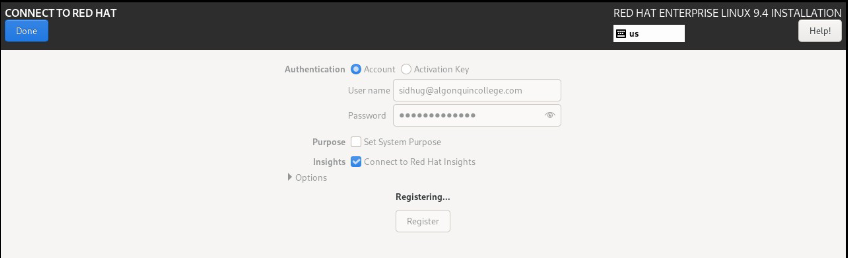 CONNECT TO RED HAT
RED HAT ENTERPRISE LINUX 9.4 INSTALLATION
Done
us
Help!
Authentication Account Activation Key
User name sidhug@algonquincollege.com
Password •••••••••••••
Purpose Set System Purpose
Insights Connect to Red Hat Insights
Options
Registering...
Register